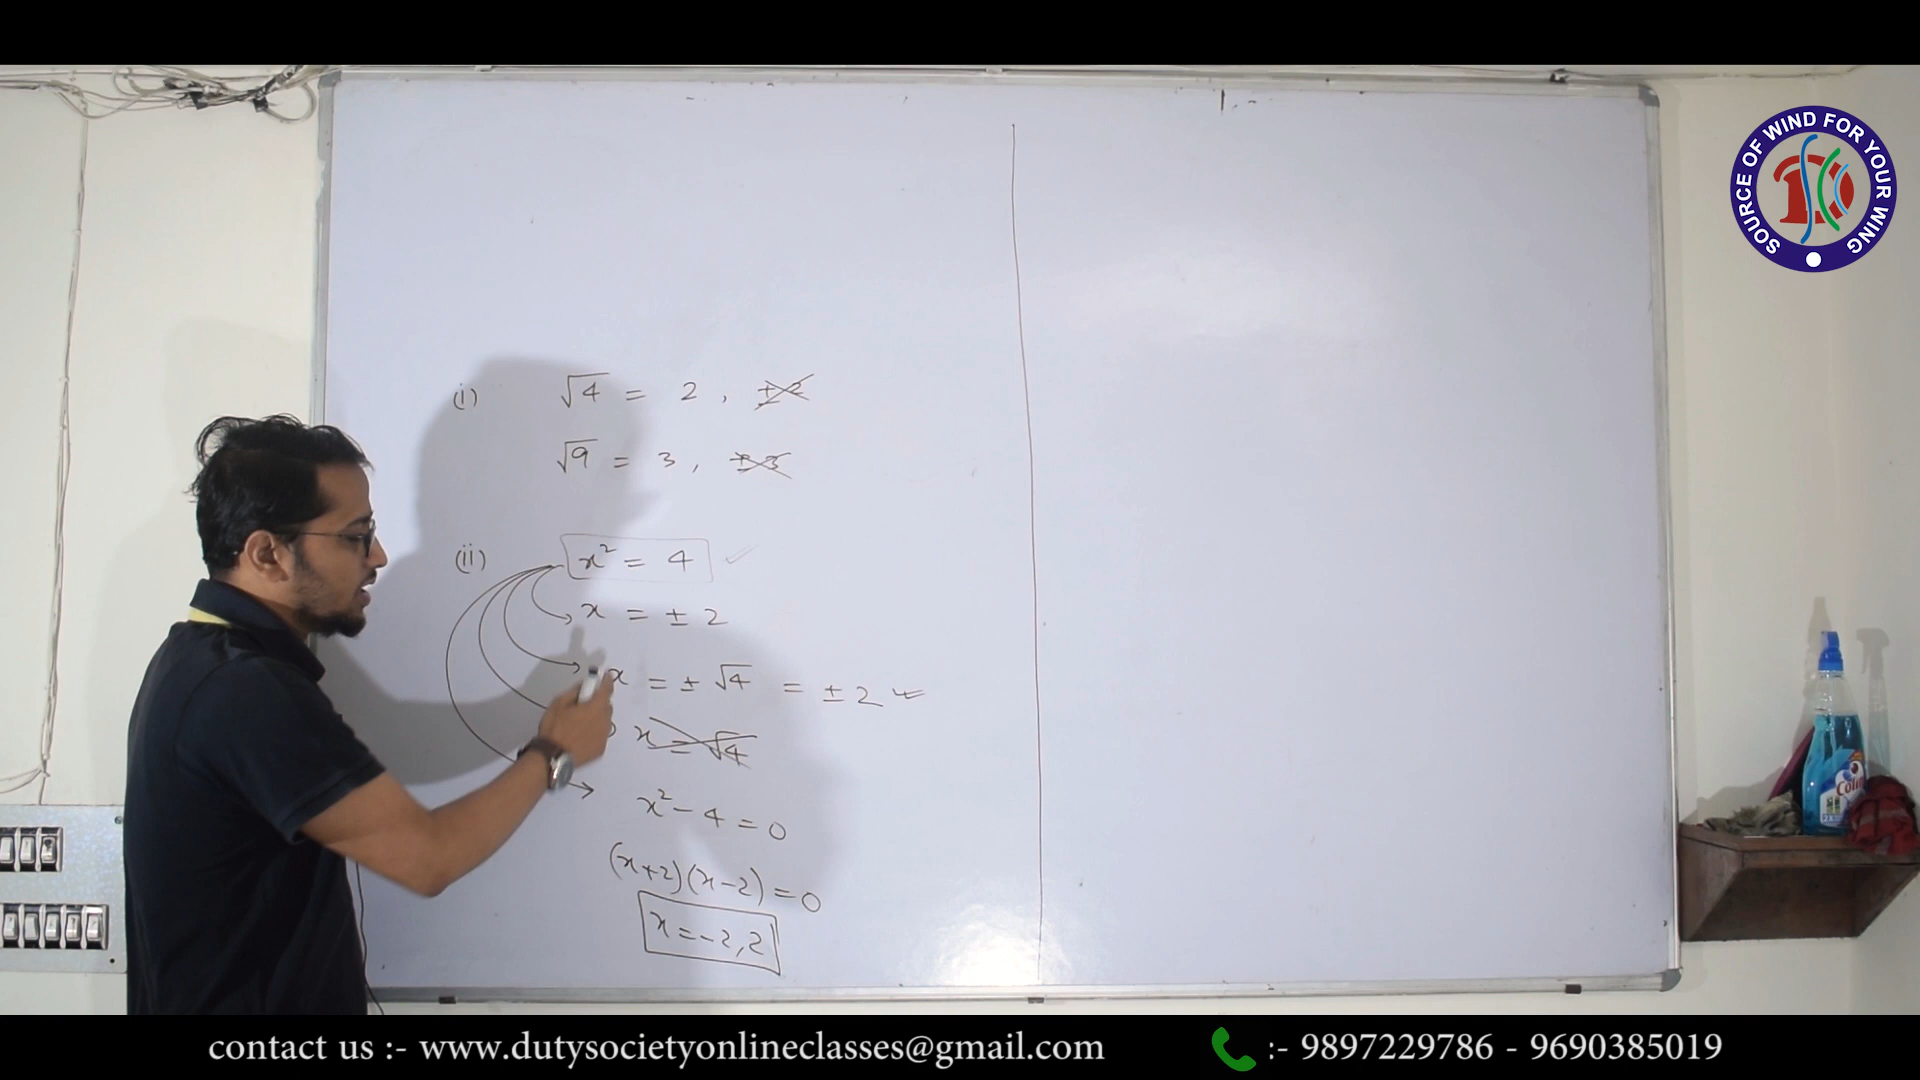 SOURCE OF WIND FOR YOUR WING
(i) √4 = 2 , ±2
√9 = 3 , ±3
(ii) x² = 4 ✓
x = ± 2
x = ± √4 = ± 2
x = √4
x² - 4 = 0
(x+2)(x-2) = 0
x = -2, 2
Colin
contact us :- www.dutysocietyonlineclasses@gmail.com :- 9897229786 - 9690385019